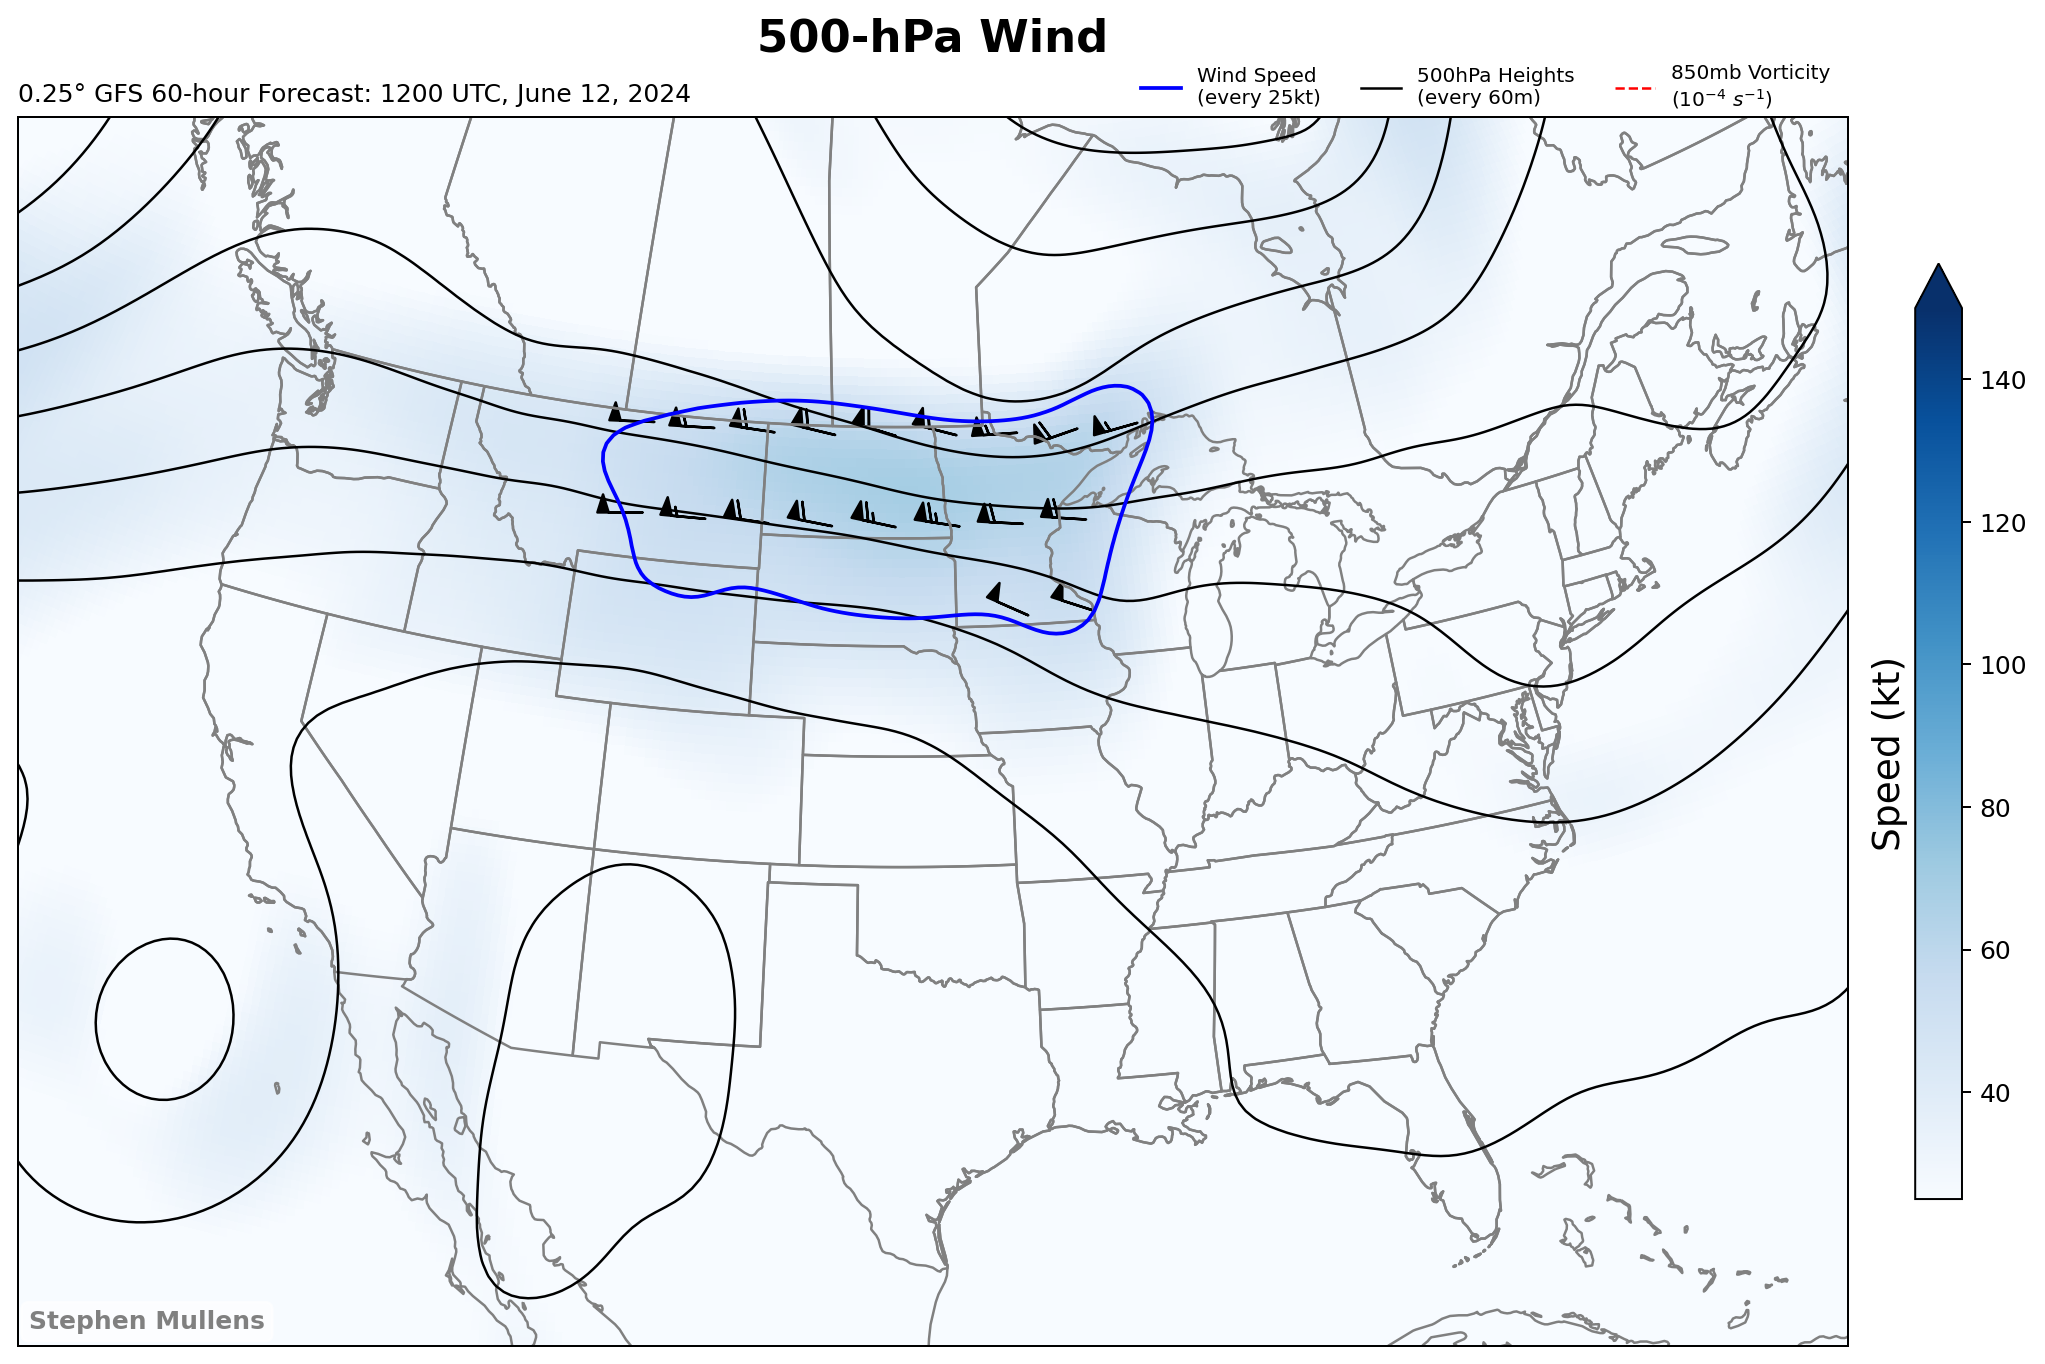 500-hPa Wind
0.25° GFS 60-hour Forecast: 1200 UTC, June 12, 2024
Wind Speed
(every 25kt)
500hPa Heights
(every 60m)
850mb Vorticity
(10⁻⁴ s⁻¹)
140
120
100
80
60
40
Speed (kt)
Stephen Mullens